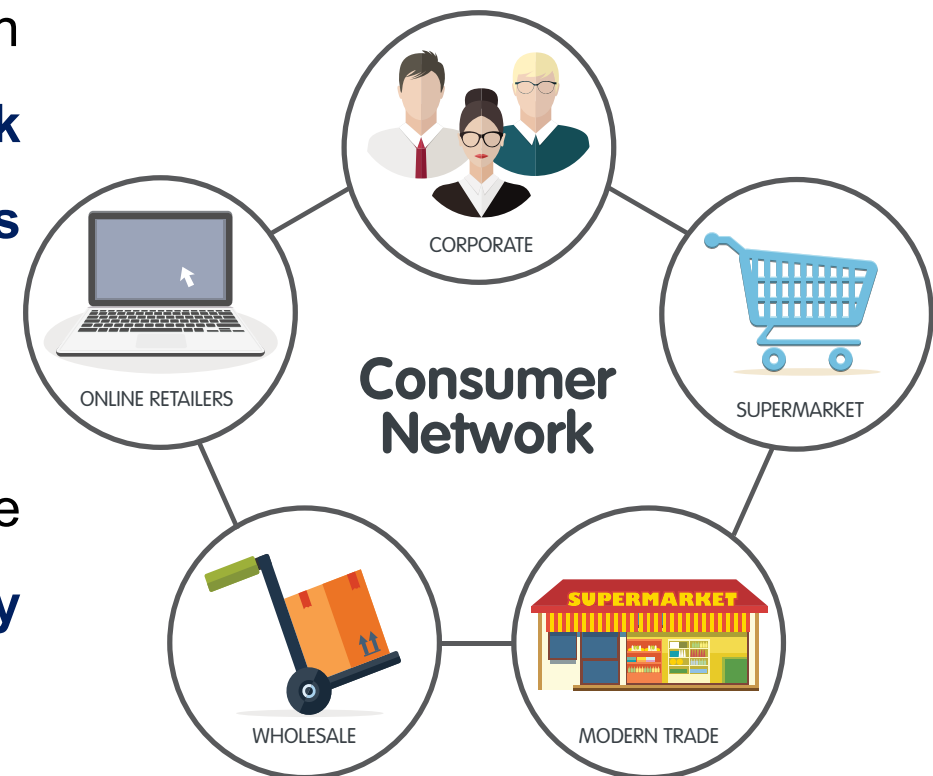 n
k
s
e
y
CORPORATE
ONLINE RETAILERS
SUPERMARKET
Consumer
Network
SUPERMARKET
WHOLESALE
MODERN TRADE